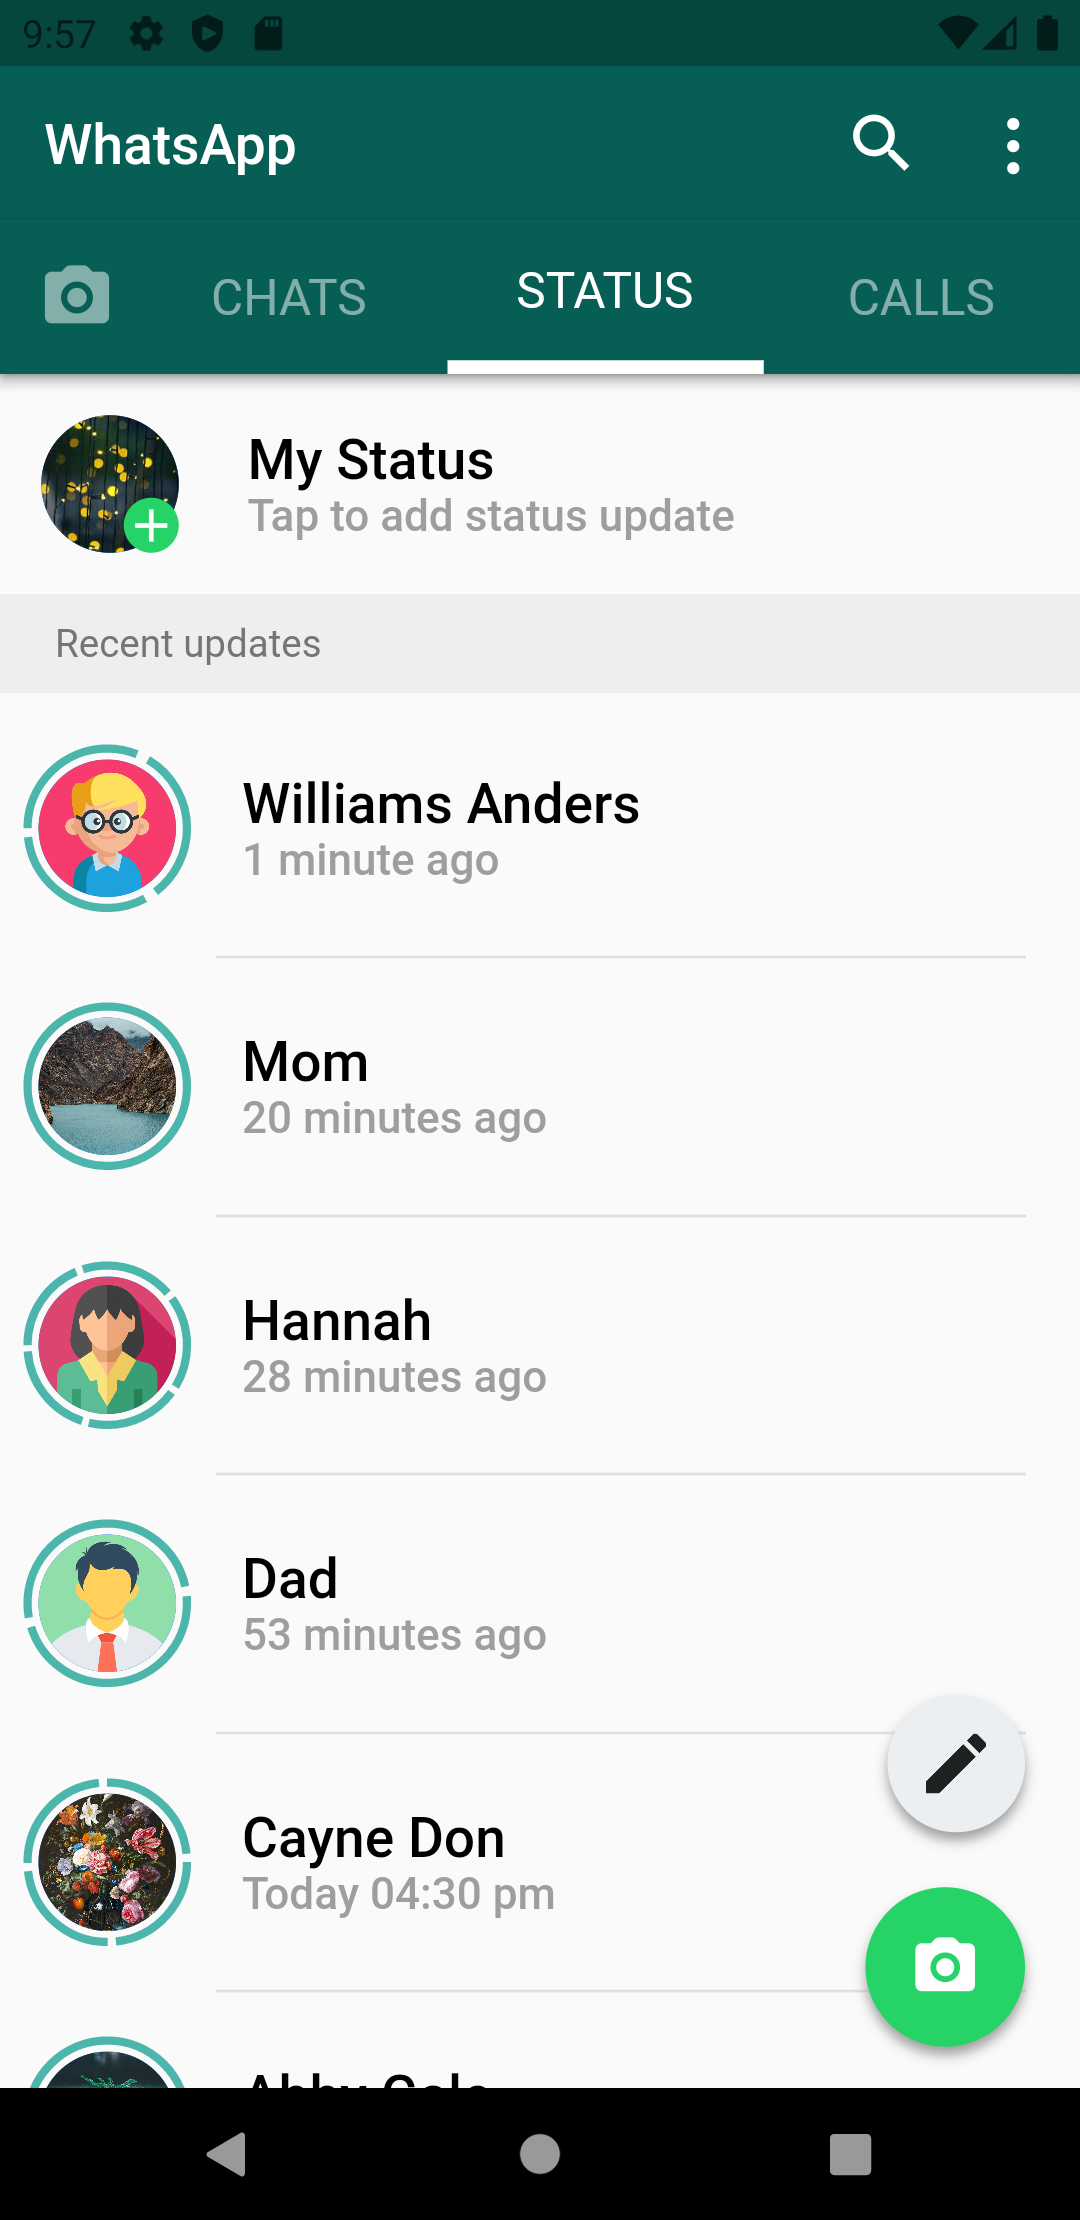 9:57
WhatsApp
CHATS STATUS CALLS
My Status
Tap to add status update
Recent updates
Williams Anders
1 minute ago
Mom
20 minutes ago
Hannah
28 minutes ago
Dad
53 minutes ago
Cayne Don
Today 04:30 pm